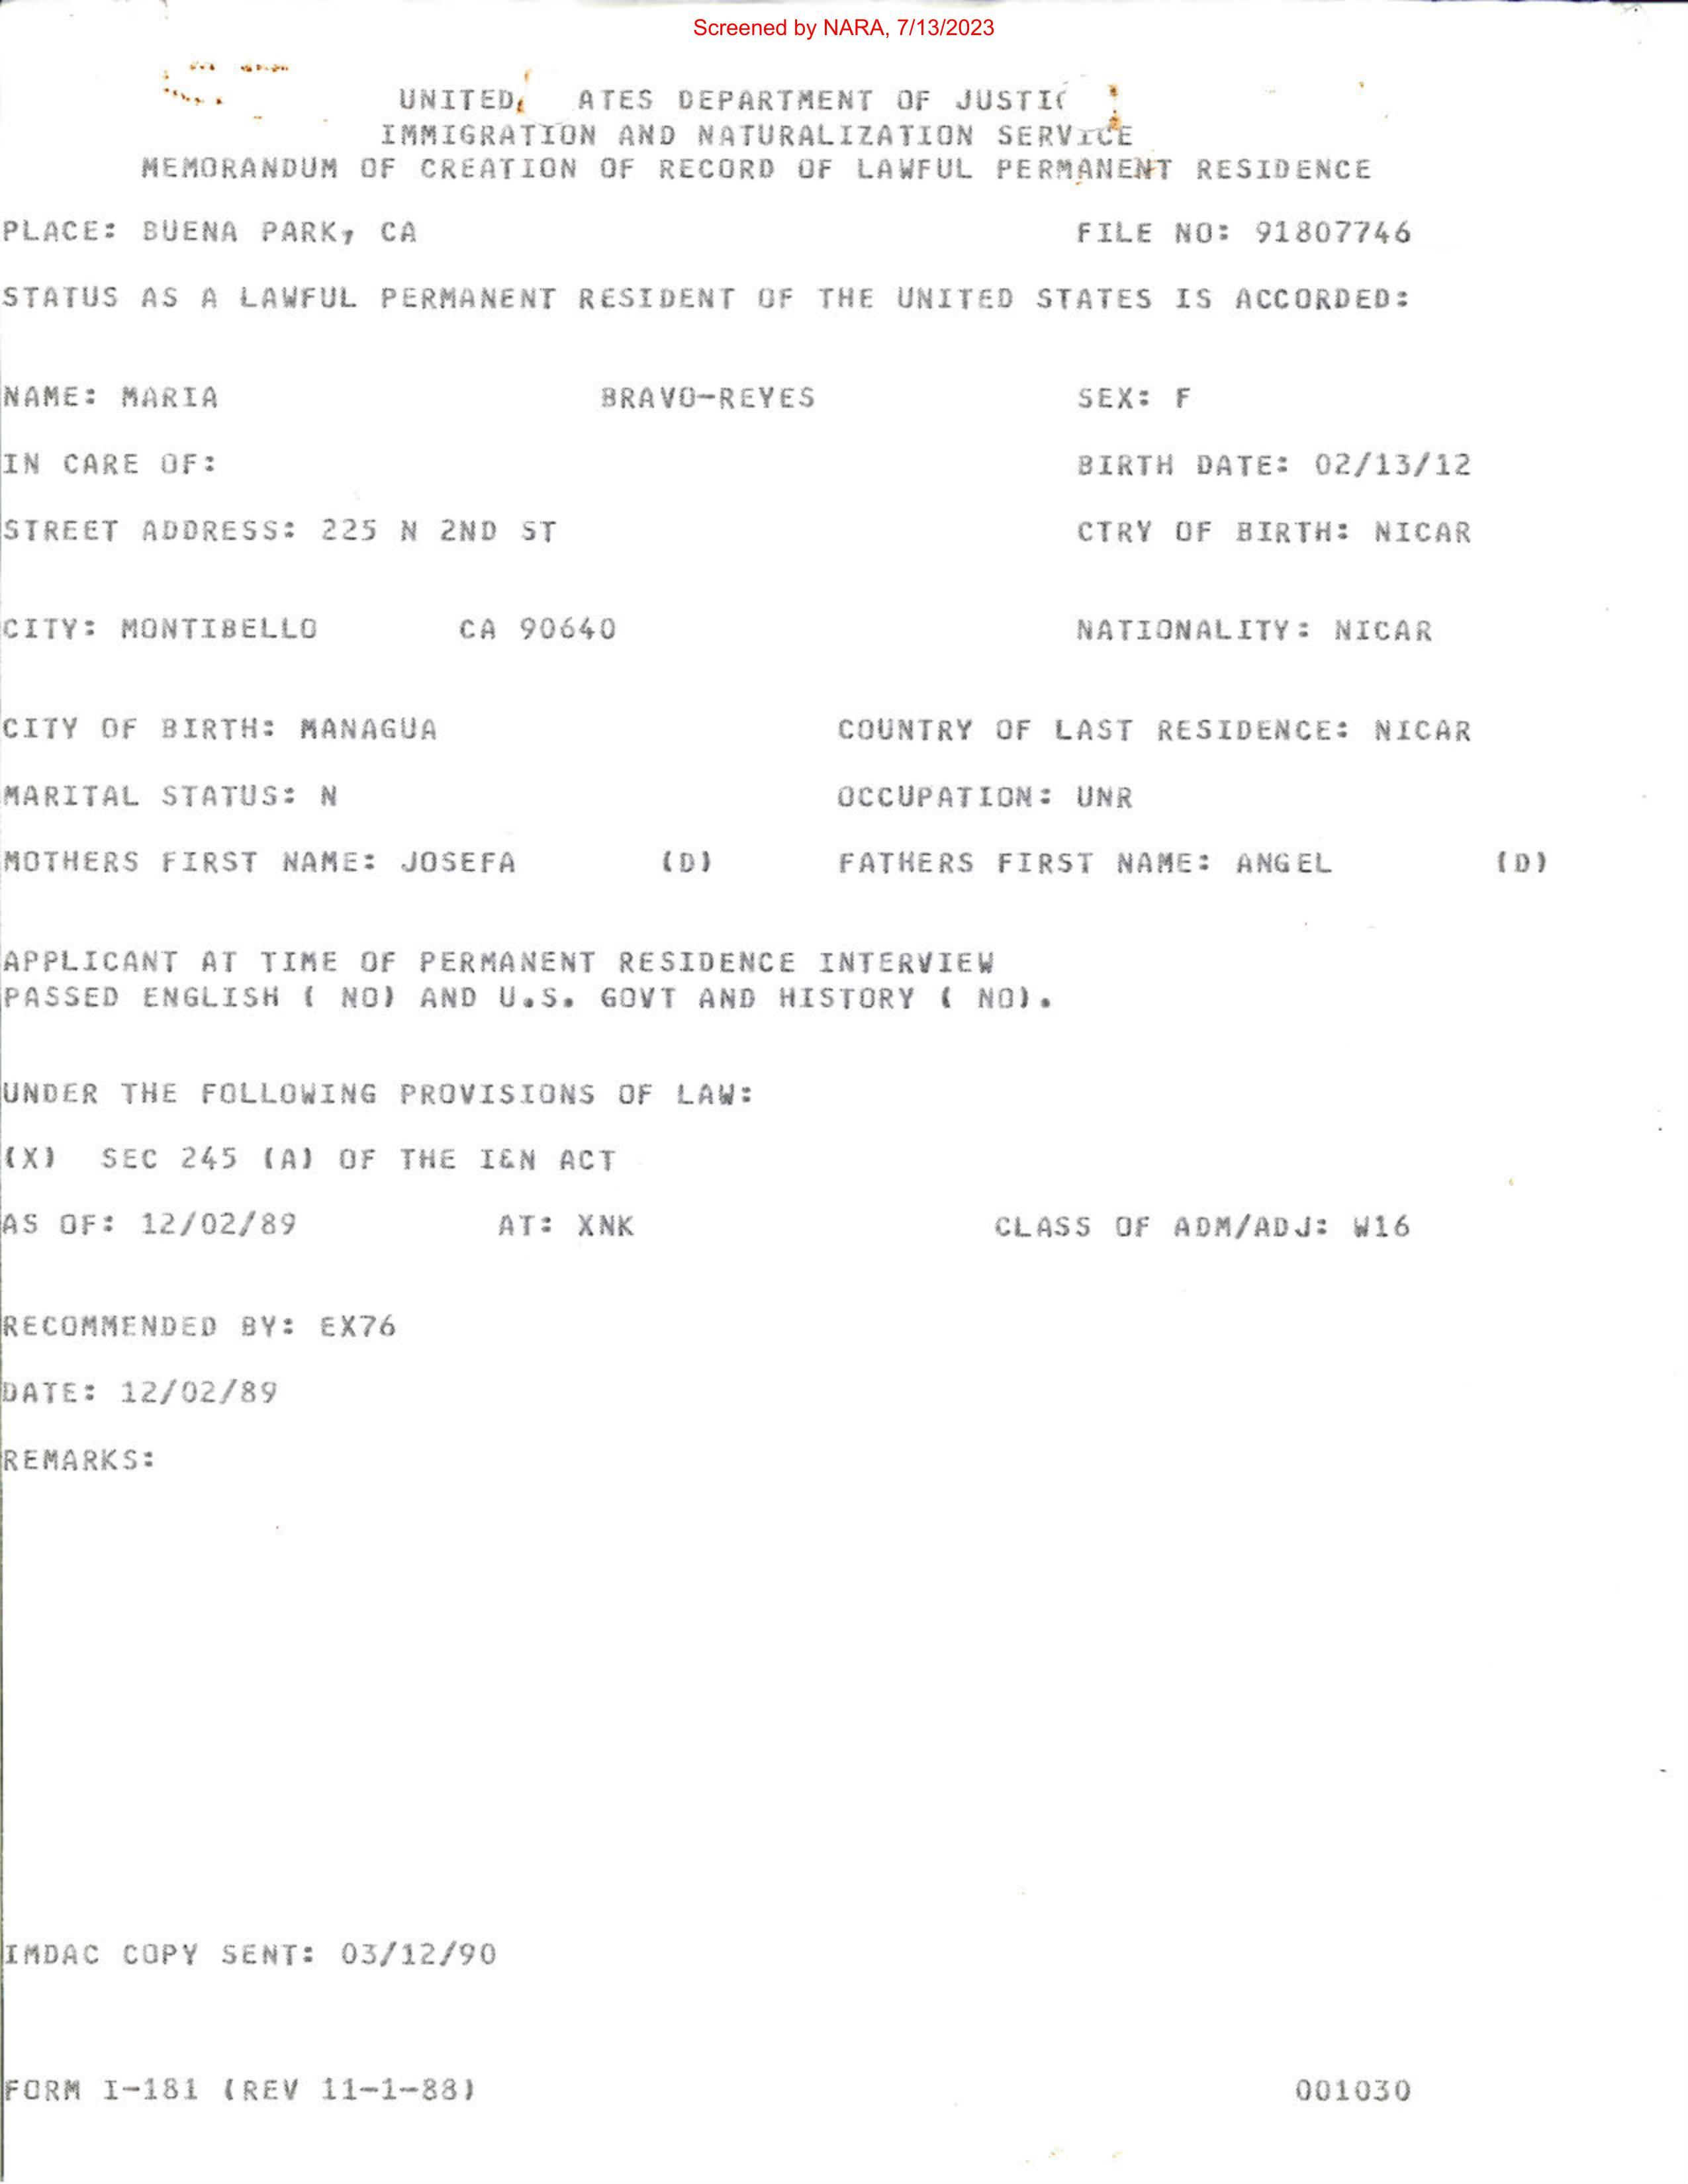 Screened by NARA, 7/13/2023
UNITED ATES DEPARTMENT OF JUSTIC
IMMIGRATION AND NATURALIZATION SERVICE
MEMORANDUM OF CREATION OF RECORD OF LAWFUL PERMANENT RESIDENCE
PLACE: BUENA PARK, CA FILE NO: 91807746
STATUS AS A LAWFUL PERMANENT RESIDENT OF THE UNITED STATES IS ACCORDED:
NAME: MARIA BRAVO-REYES SEX: F
IN CARE OF: BIRTH DATE: 02/13/12
STREET ADDRESS: 225 N 2ND ST CTRY OF BIRTH: NICAR
CITY: MONTIBELLO CA 90640 NATIONALITY: NICAR
CITY OF BIRTH: MANAGUA COUNTRY OF LAST RESIDENCE: NICAR
MARITAL STATUS: N OCCUPATION: UNR
MOTHERS FIRST NAME: JOSEFA (D) FATHERS FIRST NAME: ANGEL (D)
APPLICANT AT TIME OF PERMANENT RESIDENCE INTERVIEW
PASSED ENGLISH ( NO) AND U.S. GOVT AND HISTORY ( NO).
UNDER THE FOLLOWING PROVISIONS OF LAW:
(X) SEC 245 (A) OF THE I&N ACT
AS OF: 12/02/89 AT: XNK CLASS OF ADM/ADJ: W16
RECOMMENDED BY: EX76
DATE: 12/02/89
REMARKS:
IMDAC COPY SENT: 03/12/90
FORM I-181 (REV 11-1-88) 001030